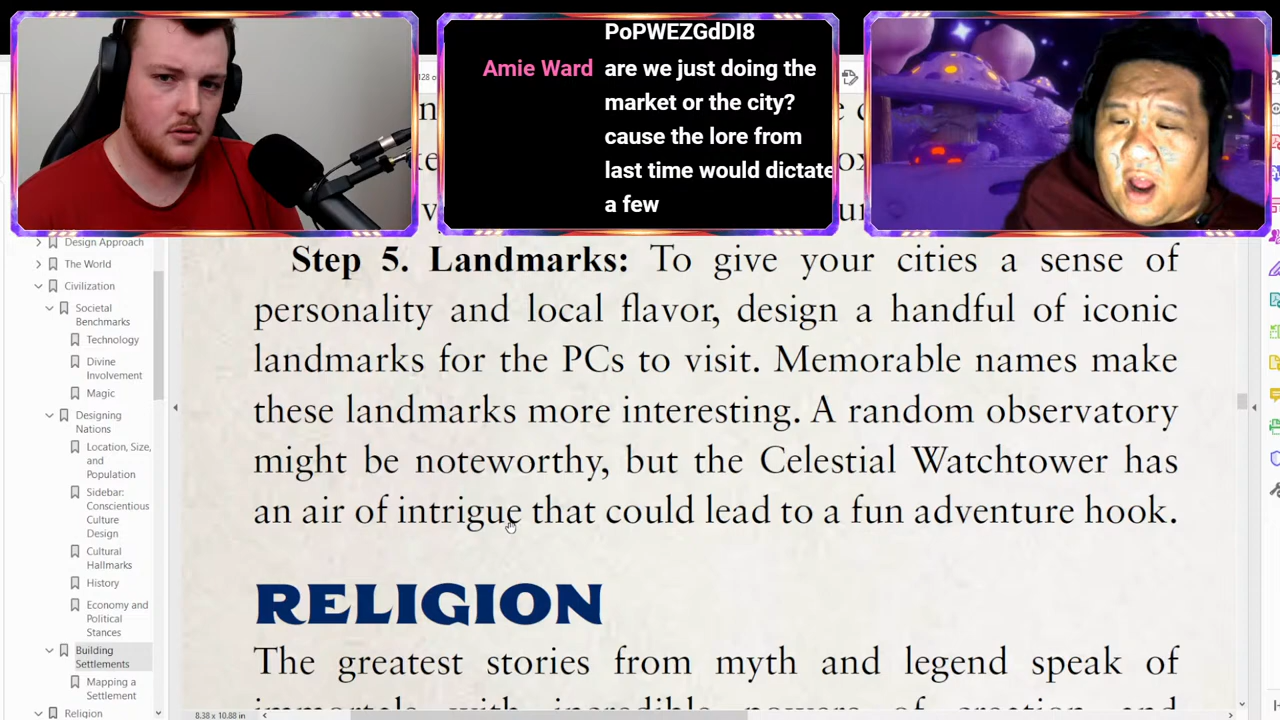 PoPWEZGdDI8
Amie Ward are we just doing the
market or the city?
cause the lore from
last time would dictate
a few
Design Approach
The World
Civilization
Societal
Benchmarks
Technology
Divine
Involvement
Magic
Designing
Nations
Location, Size,
and
Population
Sidebar:
Conscientious
Culture
Design
Cultural
Hallmarks
History
Economy and
Political
Stances
Building
Settlements
Mapping a
Settlement
Religion
Step 5. Landmarks: To give your cities a sense of
personality and local flavor, design a handful of iconic
landmarks for the PCs to visit. Memorable names make
these landmarks more interesting. A random observatory
might be noteworthy, but the Celestial Watchtower has
an air of intrigue that could lead to a fun adventure hook.
RELIGION
The greatest stories from myth and legend speak of
8.38 x 10.88 in